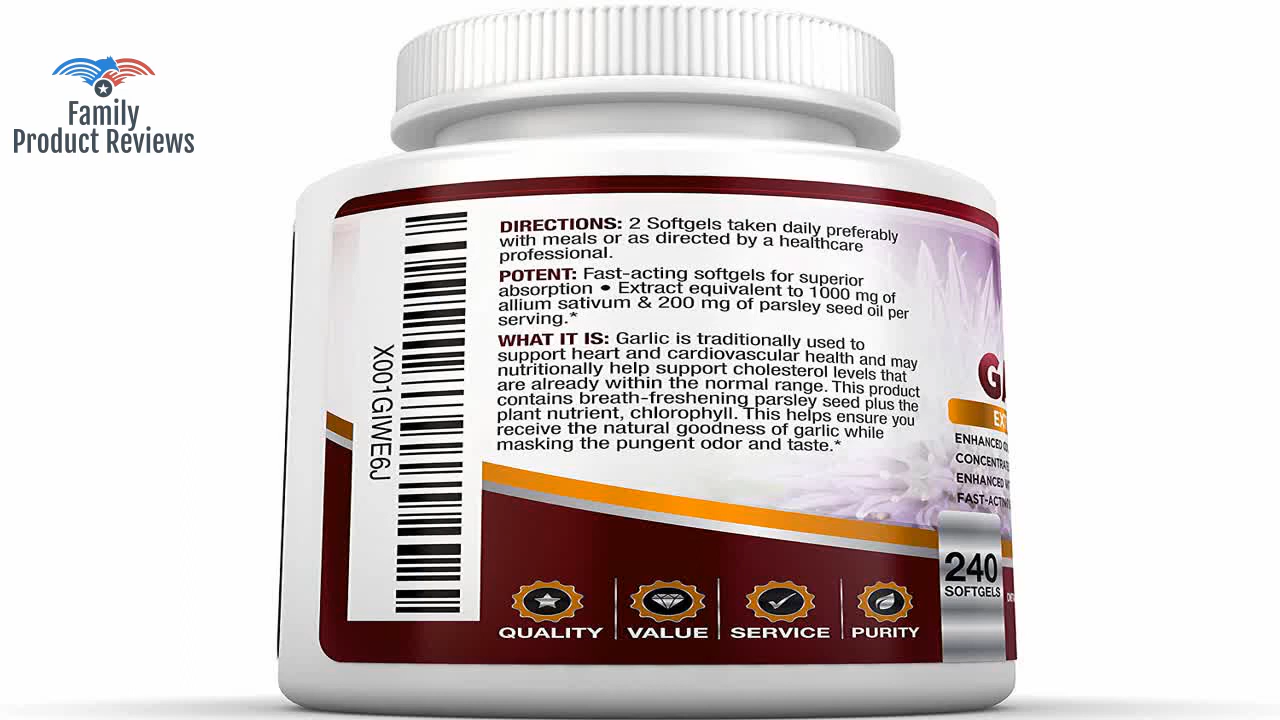 Family
Product Reviews
X001GIWE6J
DIRECTIONS: 2 Softgels taken daily preferably
with meals or as directed by a healthcare
professional.
POTENT: Fast-acting softgels for superior
absorption • Extract equivalent to 1000 mg of
allium sativum & 200 mg of parsley seed oil per
serving.*
WHAT IT IS: Garlic is traditionally used to
support heart and cardiovascular health and may
nutritionally help support cholesterol levels that
are already within the normal range. This product
contains breath-freshening parsley seed plus the
plant nutrient, chlorophyll. This helps ensure you
receive the natural goodness of garlic while
masking the pungent odor and taste.*
ENHANCED
FAST-ACTING
240
SOFTGELS
QUALITY
VALUE
SERVICE
PURITY